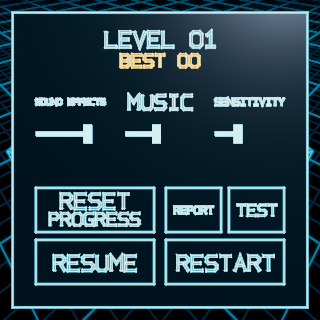 LEVEL 01
BEST 00
SOUND EFFECTS
MUSIC
SENSITIVITY
RESET
PROGRESS
REPORT
TEST
RESUME
RESTART